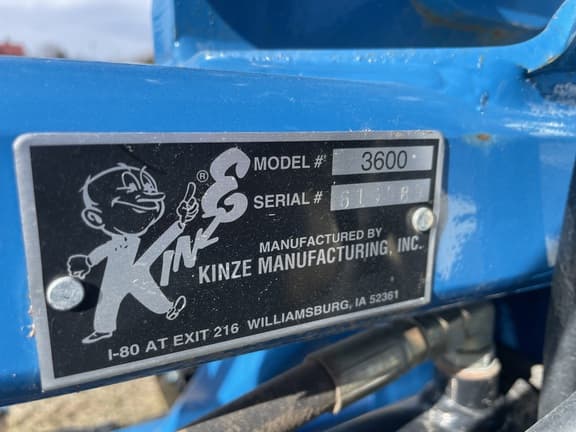 KINZE ®
MODEL # 3600
SERIAL #
MANUFACTURED BY
KINZE MANUFACTURING, INC.
I-80 AT EXIT 216 WILLIAMSBURG, IA 52361